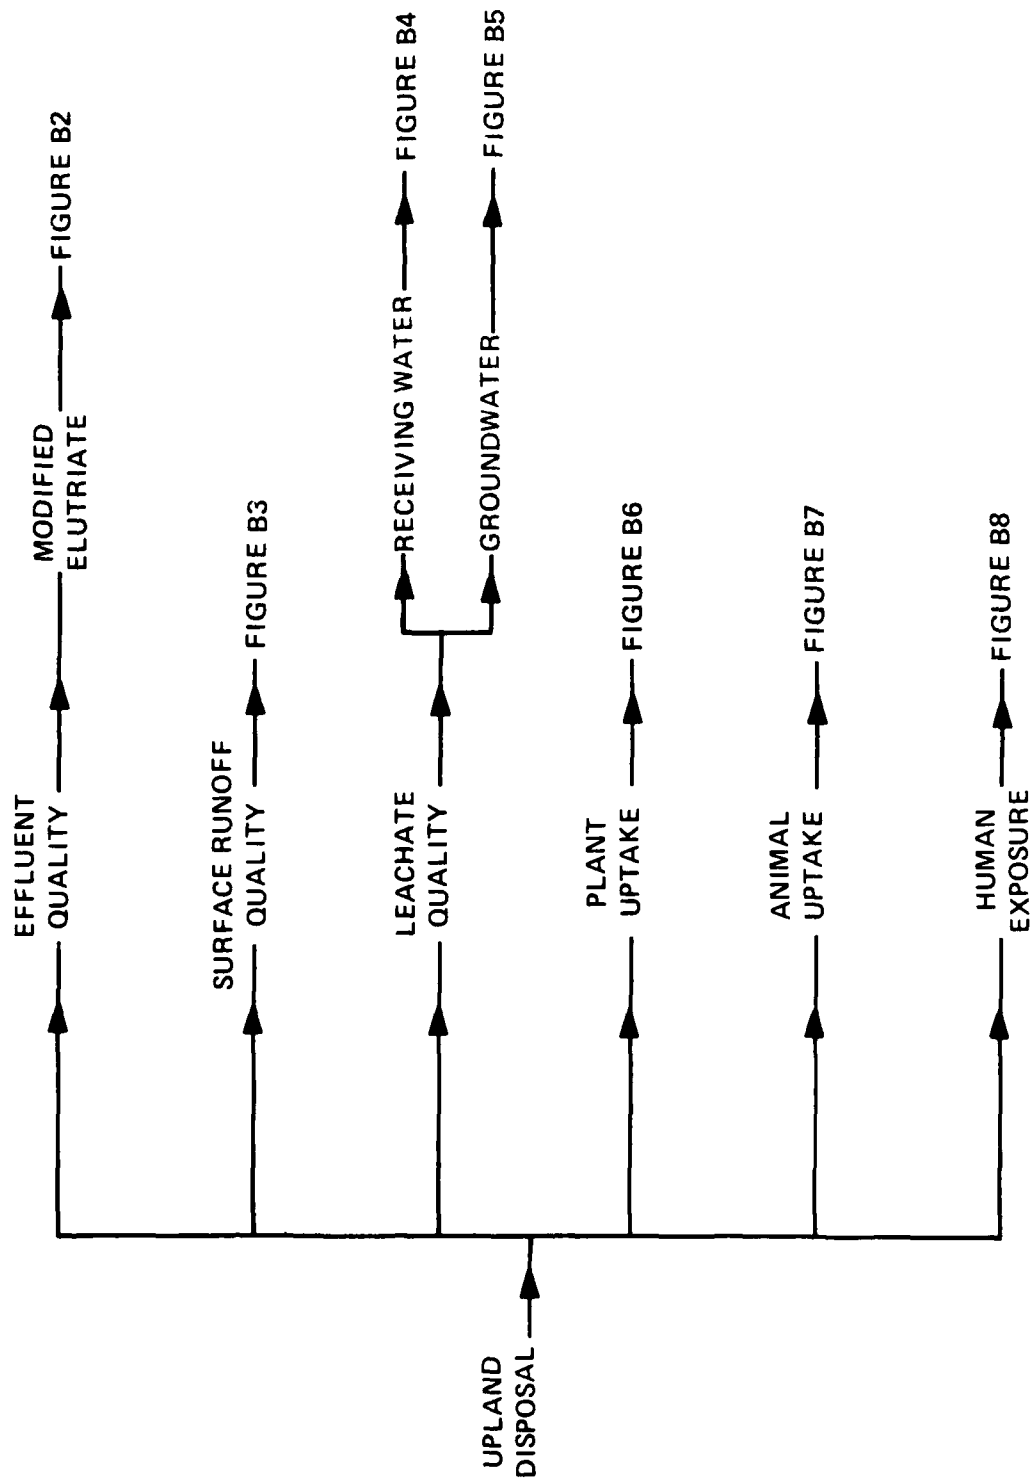 UPLAND
DISPOSAL
EFFLUENT
QUALITY
MODIFIED
ELUTRIATE
FIGURE B2
SURFACE RUNOFF
QUALITY
FIGURE B3
LEACHATE
QUALITY
RECEIVING WATER
FIGURE B4
GROUNDWATER
FIGURE B5
PLANT
UPTAKE
FIGURE B6
ANIMAL
UPTAKE
FIGURE B7
HUMAN
EXPOSURE
FIGURE B8